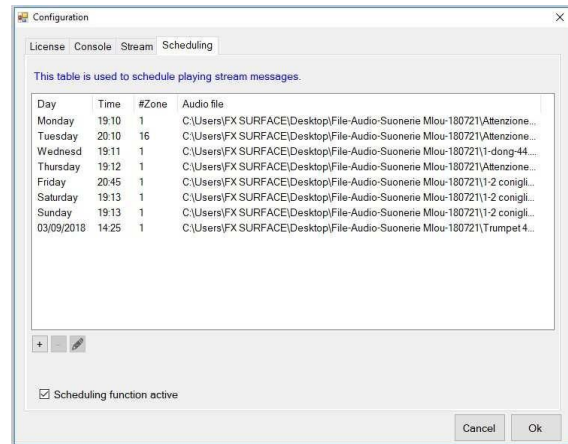 Configuration
License Console Stream Scheduling
This table is used to schedule playing stream messages.
Day Time #Zone Audio file
Monday 19:10 1 C:\Users\FX SURFACE\Desktop\File-Audio-Suonerie Mlou-180721\Attenzione...
Tuesday 20:10 16 C:\Users\FX SURFACE\Desktop\File-Audio-Suonerie Mlou-180721\Attenzione...
Wednesd 19:11 1 C:\Users\FX SURFACE\Desktop\File-Audio-Suonerie Mlou-180721\1-dong-44....
Thursday 19:12 1 C:\Users\FX SURFACE\Desktop\File-Audio-Suonerie Mlou-180721\Attenzione...
Friday 20:45 1 C:\Users\FX SURFACE\Desktop\File-Audio-Suonerie Mlou-180721\1-2 conigli...
Saturday 19:13 1 C:\Users\FX SURFACE\Desktop\File-Audio-Suonerie Mlou-180721\1-2 conigli...
Sunday 19:13 1 C:\Users\FX SURFACE\Desktop\File-Audio-Suonerie Mlou-180721\1-2 conigli...
03/09/2018 14:25 1 C:\Users\FX SURFACE\Desktop\File-Audio-Suonerie Mlou-180721\Trumpet 4...
Scheduling function active
Cancel Ok